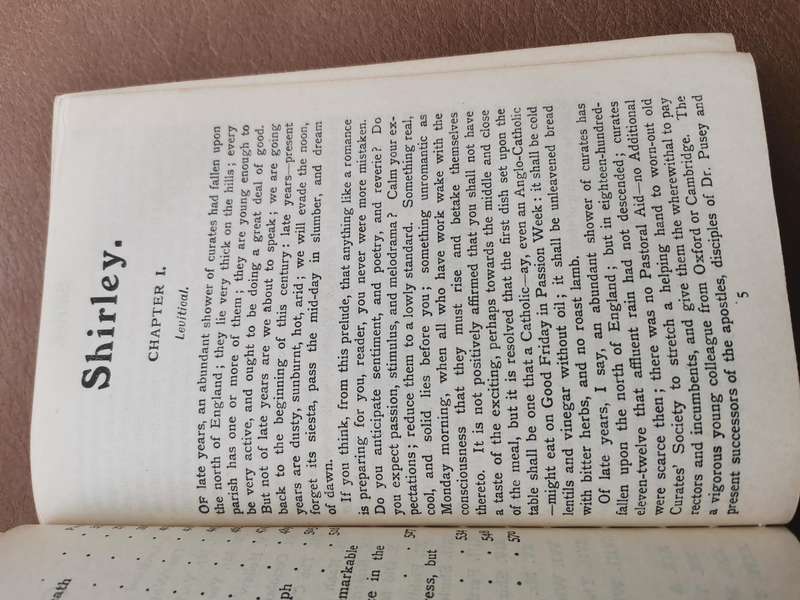 ath
ph
markable
e in the
ress, but
534
548
579
Shirley.
CHAPTER I.
Levitical.
OF late years, an abundant shower of curates had fallen upon
the north of England; they lie very thick on the hills; every
parish has one or more of them; they are young enough to
be very active, and ought to be doing a great deal of good.
But not of late years are we about to speak; we are going
back to the beginning of this century: late years—present
years are dusty, sunburnt, hot, arid; we will evade the noon,
forget its siesta, pass the mid-day in slumber, and dream
of dawn.
If you think, from this prelude, that anything like a romance
is preparing for you, reader, you never were more mistaken.
Do you anticipate sentiment, and poetry, and reverie? Do
you expect passion, stimulus, and melodrama? Calm your ex-
pectations; reduce them to a lowly standard. Something real,
cool, and solid lies before you; something unromantic as
Monday morning, when all who have work wake with the
consciousness that they must rise and betake themselves
thereto. It is not positively affirmed that you shall not have
a taste of the exciting, perhaps towards the middle and close
of the meal, but it is resolved that the first dish set upon the
table shall be one that a Catholic—ay, even an Anglo-Catholic
—might eat on Good Friday in Passion Week: it shall be cold
lentils and vinegar without oil; it shall be unleavened bread
with bitter herbs, and no roast lamb.
Of late years, I say, an abundant shower of curates has
fallen upon the north of England; but in eighteen-hundred-
eleven-twelve that affluent rain had not descended; curates
were scarce then; there was no Pastoral Aid—no Additional
Curates' Society to stretch a helping hand to worn-out old
rectors and incumbents, and give them the wherewithal to pay
a vigorous young colleague from Oxford or Cambridge. The
present successors of the apostles, disciples of Dr. Pusey and
5